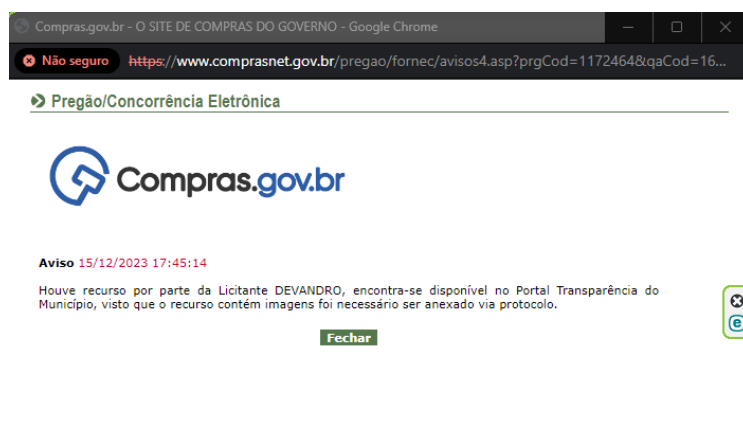 Compras.gov.br - O SITE DE COMPRAS DO GOVERNO - Google Chrome
Não seguro https://www.comprasnet.gov.br/pregao/fornec/avisos4.asp?prgCod=1172464&qaCod=16...
Pregão/Concorrência Eletrônica
Compras.gov.br
Aviso 15/12/2023 17:45:14
Houve recurso por parte da Licitante DEVANDRO, encontra-se disponível no Portal Transparência do
Município, visto que o recurso contém imagens foi necessário ser anexado via protocolo.
Fechar